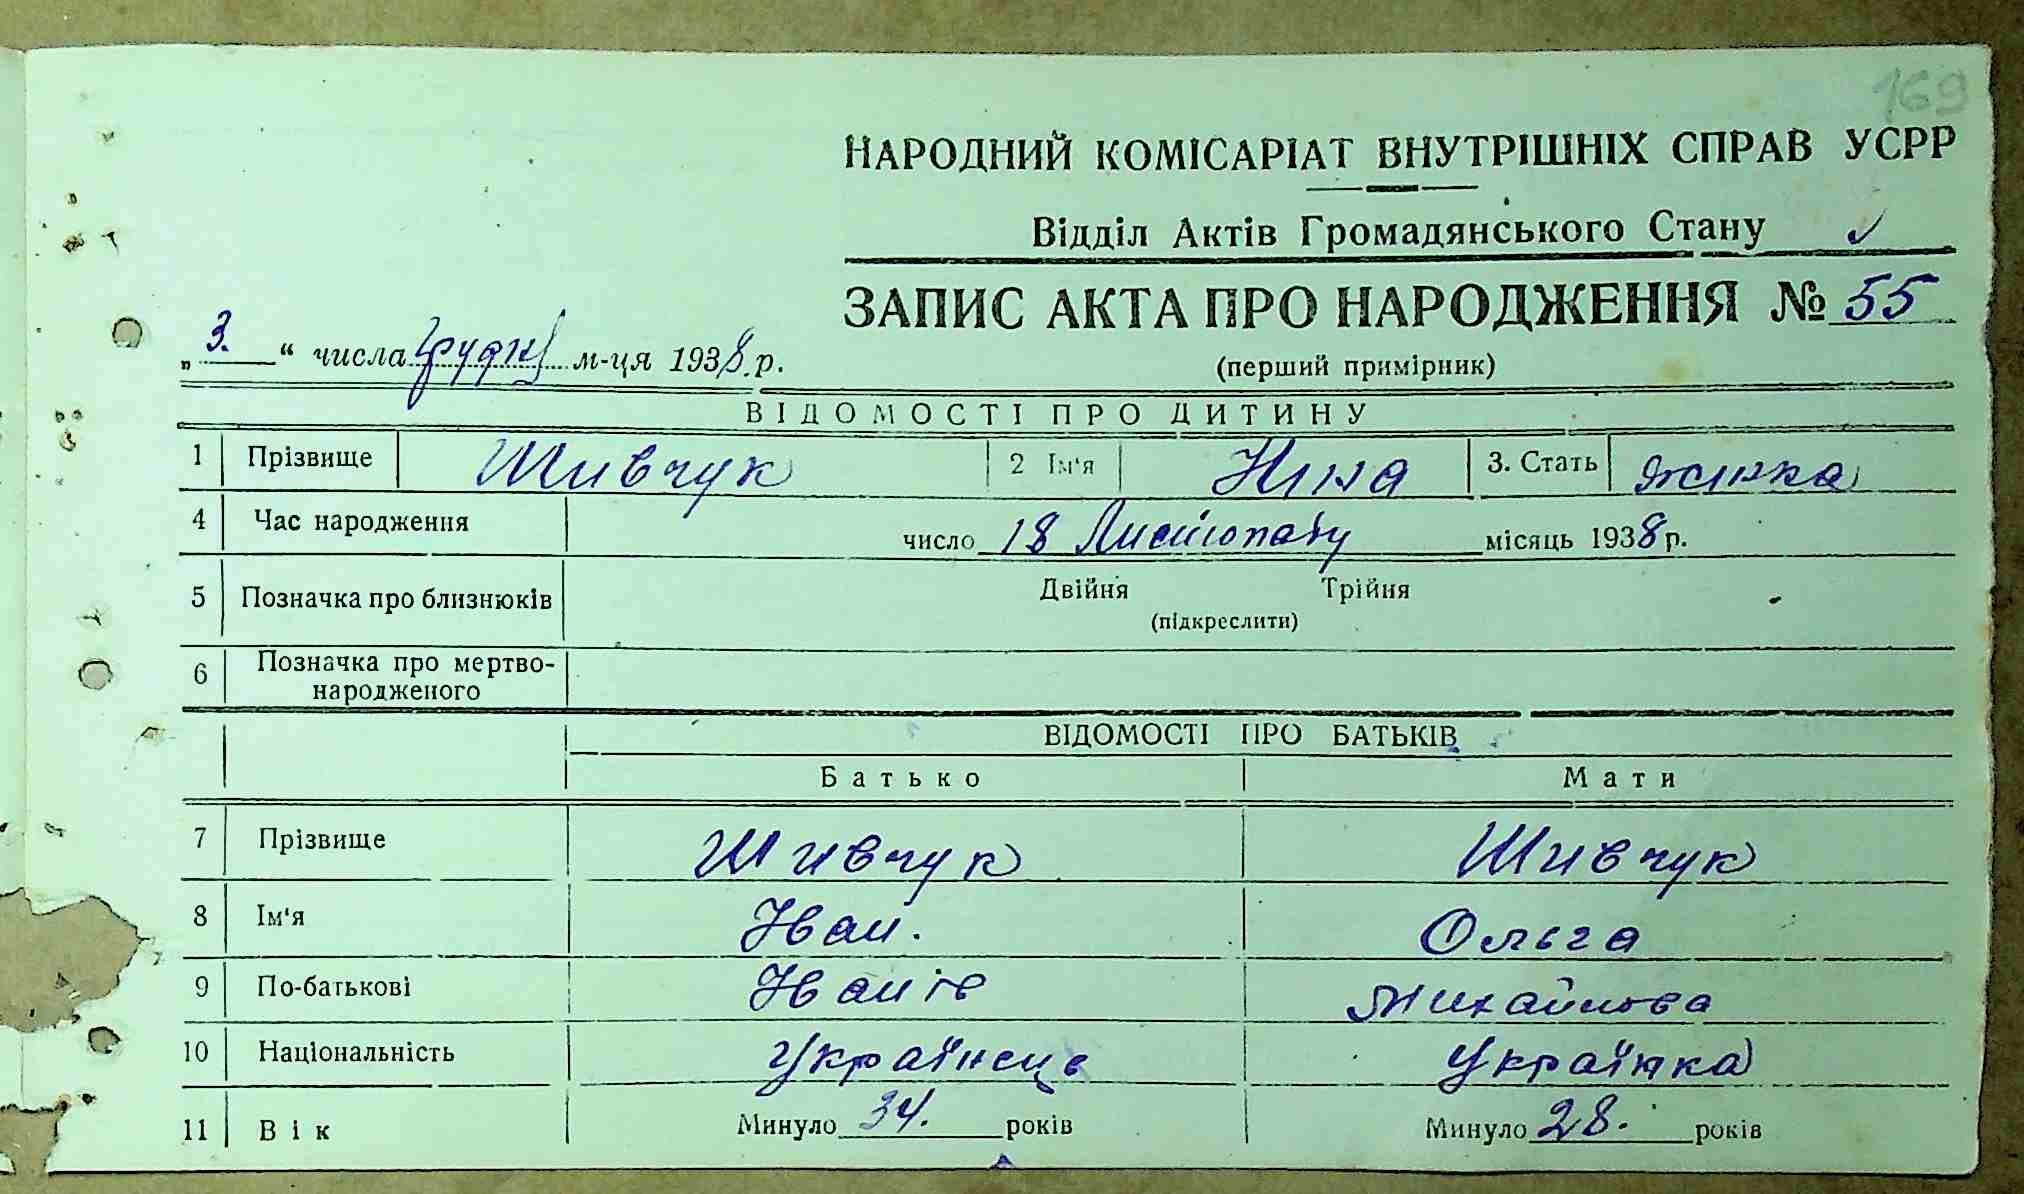 169
НАРОДНИЙ КОМІСАРІАТ ВНУТРІШНІХ СПРАВ УСРР
Відділ Актів Громадянського Стану
ЗАПИС АКТА ПРО НАРОДЖЕННЯ № 55
„3.“ числа грудня м-ця 1938 р.
(перший примірник)
ВІДОМОСТІ ПРО ДИТИНУ
1 Прізвище Шивчук 2 Ім'я Ніна 3. Стать жінка
4 Час народження число 18 Листопаду місяць 1938 р.
5 Позначка про близнюків Двійня Трійня
(підкреслити)
6 Позначка про мертво-
народженого
ВІДОМОСТІ ПРО БАТЬКІВ
Батько Мати
7 Прізвище Шивчук Шивчук
8 Ім'я Іван. Ольга
9 По-батькові Іванів Михайлова
10 Національність Українець Українка
11 Вік Минуло 34. років Минуло 28. років